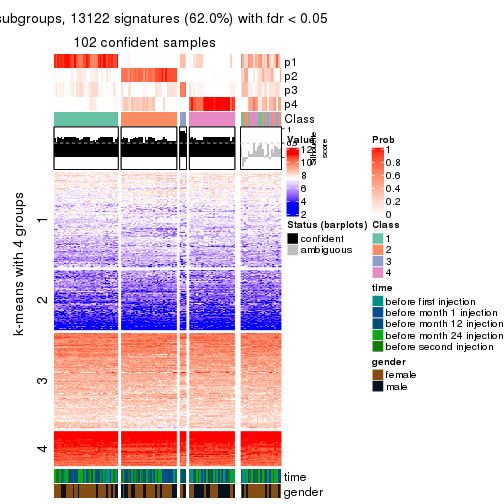 subgroups, 13122 signatures (62.0%) with fdr < 0.05
102 confident samples
p1
p2
p3
p4
Class
1
0.5
0
Silhouette
score
Value
12
10
8
6
4
2
Prob
1
0.8
0.6
0.4
0.2
0
Status (barplots)
confident
ambiguous
Class
1
2
3
4
time
before first injection
before month 1 injection
before month 12 injection
before month 24 injection
before second injection
gender
female
male
k-means with 4 groups
1
2
3
4
time
gender